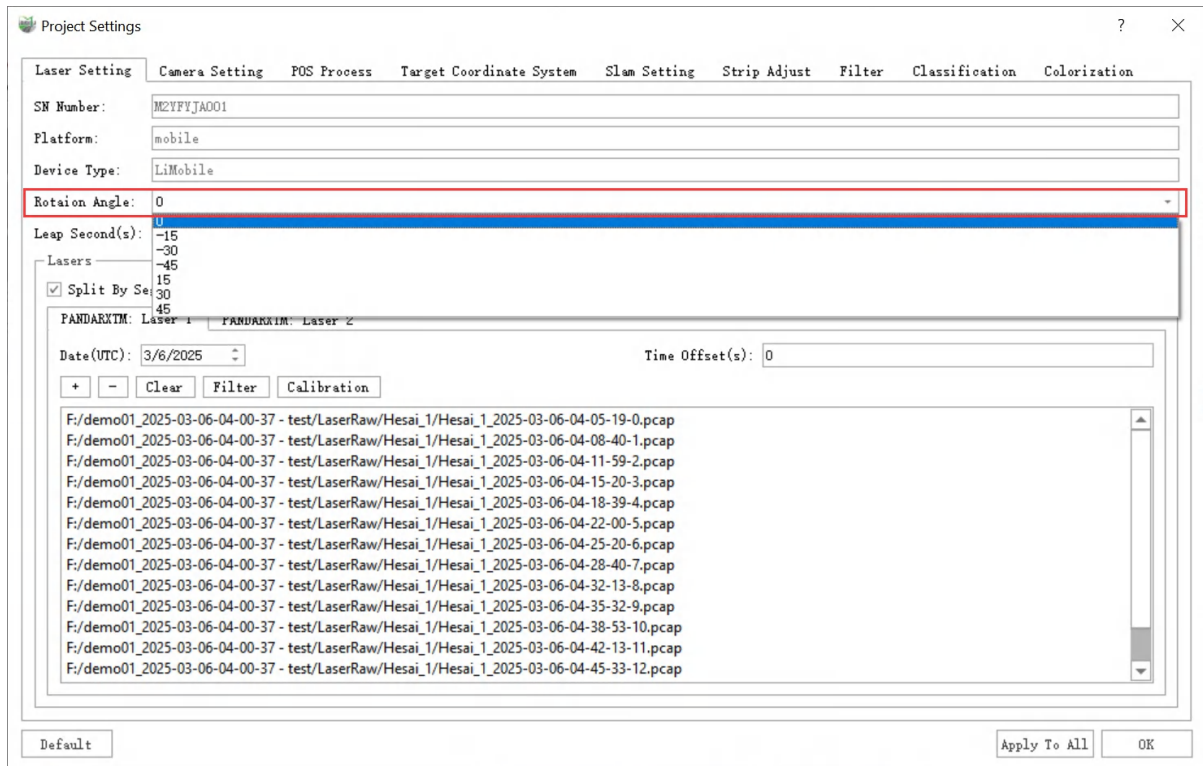 Project Settings
?
Laser Setting Camera Setting POS Process Target Coordinate System Slam Setting Strip Adjust Filter Classification Colorization
SN Number: M2YFYJA001
Platform: mobile
Device Type: LiMobile
Rotaion Angle: 0
0
Leap Second(s): -15
-30
Lasers -45
15
Split By Se 30
45
PANDARXTM: Laser 1 PANDARXTM: Laser 2
Date(UTC): 3/6/2025 Time Offset(s): 0
+ - Clear Filter Calibration
F:/demo01_2025-03-06-04-00-37 - test/LaserRaw/Hesai_1/Hesai_1_2025-03-06-04-05-19-0.pcap
F:/demo01_2025-03-06-04-00-37 - test/LaserRaw/Hesai_1/Hesai_1_2025-03-06-04-08-40-1.pcap
F:/demo01_2025-03-06-04-00-37 - test/LaserRaw/Hesai_1/Hesai_1_2025-03-06-04-11-59-2.pcap
F:/demo01_2025-03-06-04-00-37 - test/LaserRaw/Hesai_1/Hesai_1_2025-03-06-04-15-20-3.pcap
F:/demo01_2025-03-06-04-00-37 - test/LaserRaw/Hesai_1/Hesai_1_2025-03-06-04-18-39-4.pcap
F:/demo01_2025-03-06-04-00-37 - test/LaserRaw/Hesai_1/Hesai_1_2025-03-06-04-22-00-5.pcap
F:/demo01_2025-03-06-04-00-37 - test/LaserRaw/Hesai_1/Hesai_1_2025-03-06-04-25-20-6.pcap
F:/demo01_2025-03-06-04-00-37 - test/LaserRaw/Hesai_1/Hesai_1_2025-03-06-04-28-40-7.pcap
F:/demo01_2025-03-06-04-00-37 - test/LaserRaw/Hesai_1/Hesai_1_2025-03-06-04-32-13-8.pcap
F:/demo01_2025-03-06-04-00-37 - test/LaserRaw/Hesai_1/Hesai_1_2025-03-06-04-35-32-9.pcap
F:/demo01_2025-03-06-04-00-37 - test/LaserRaw/Hesai_1/Hesai_1_2025-03-06-04-38-53-10.pcap
F:/demo01_2025-03-06-04-00-37 - test/LaserRaw/Hesai_1/Hesai_1_2025-03-06-04-42-13-11.pcap
F:/demo01_2025-03-06-04-00-37 - test/LaserRaw/Hesai_1/Hesai_1_2025-03-06-04-45-33-12.pcap
Default Apply To All OK